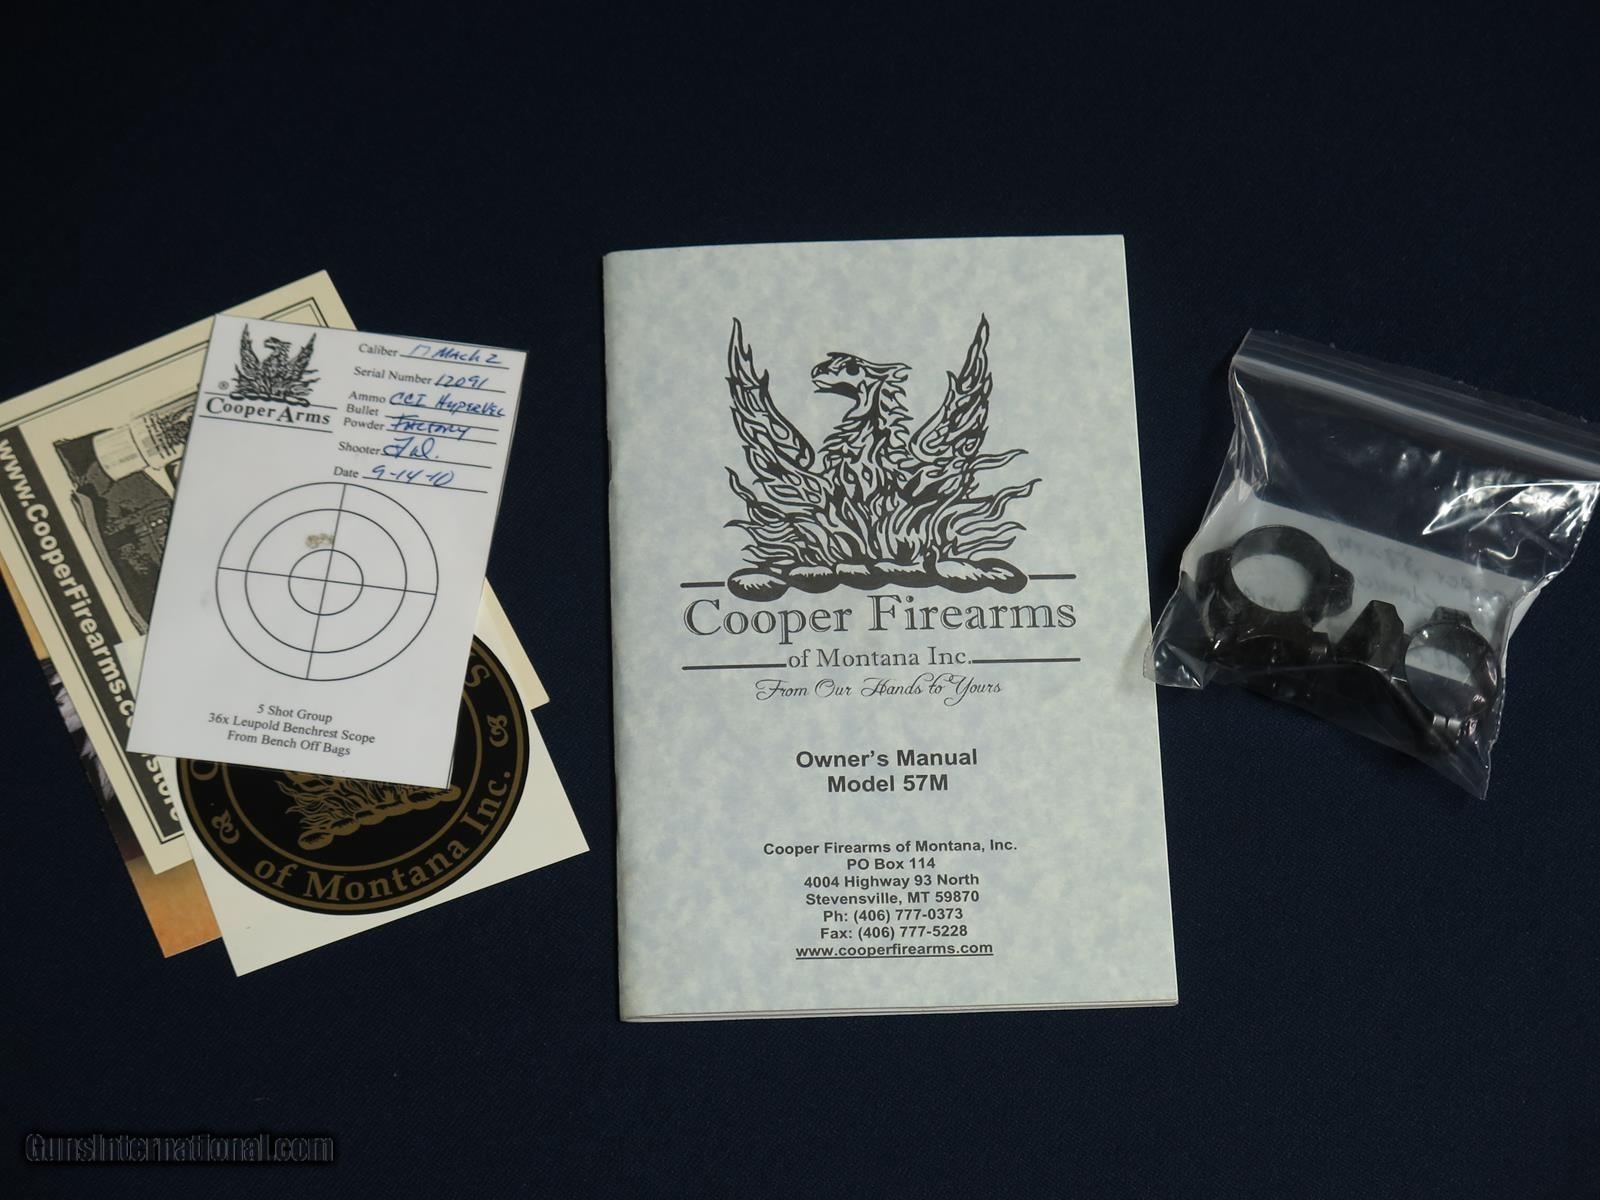 www.CooperFirearms.co
store
®
Cooper Arms
Caliber 17 Mach 2
Serial Number 12091
Ammo CCI HyperVel
Bullet
Powder Factory
Shooter
Date 9-14-10
5 Shot Group
36x Leupold Benchrest Scope
From Bench Off Bags
of Montana Inc.
Cooper Firearms
of Montana Inc.
From Our Hands to Yours
Owner's Manual
Model 57M
Cooper Firearms of Montana, Inc.
PO Box 114
4004 Highway 93 North
Stevensville, MT 59870
Ph: (406) 777-0373
Fax: (406) 777-5228
www.cooperfirearms.com
GunsInternational.com